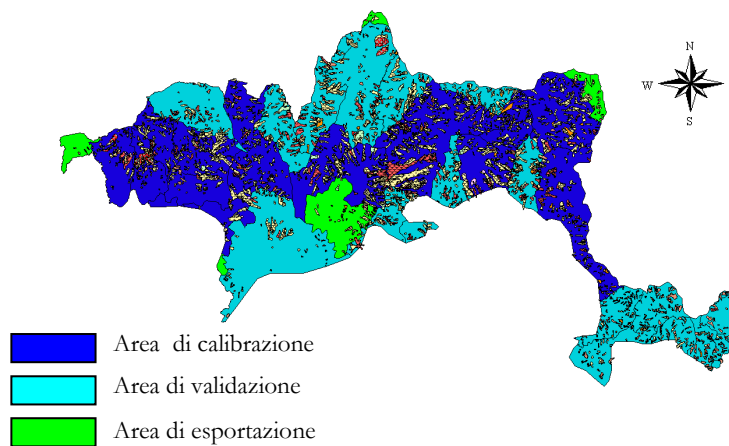 N
W
S
Area di calibrazione
Area di validazione
Area di esportazione